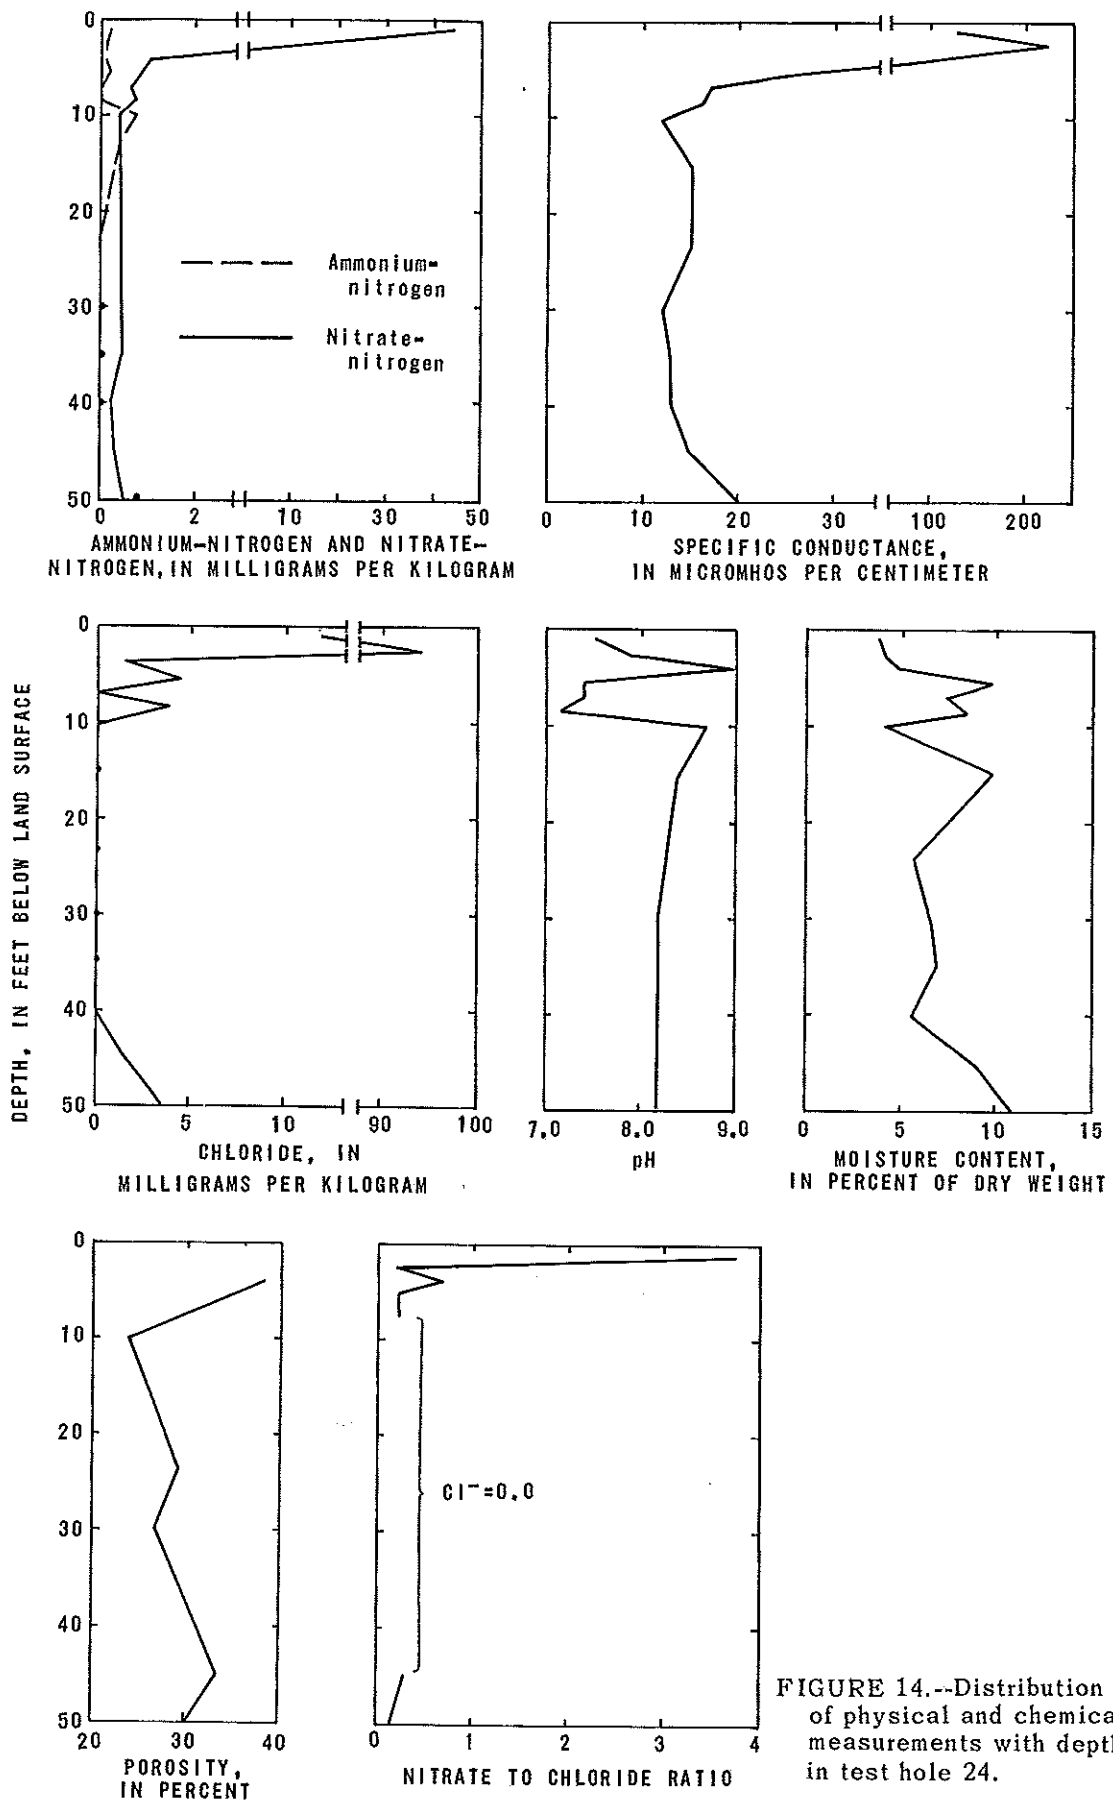 0
10
20
30
40
50
Ammonium-
nitrogen
Nitrate-
nitrogen
0 2 10 30 50
AMMONIUM-NITROGEN AND NITRATE-
NITROGEN, IN MILLIGRAMS PER KILOGRAM
0 10 20 30 100 200
SPECIFIC CONDUCTANCE,
IN MICROMHOS PER CENTIMETER
DEPTH, IN FEET BELOW LAND SURFACE
0
10
20
30
40
50
0 5 10 90 100
CHLORIDE, IN
MILLIGRAMS PER KILOGRAM
7.0 8.0 9.0
pH
0 5 10 15
MOISTURE CONTENT,
IN PERCENT OF DRY WEIGHT
0
10
20
30
40
50
20 30 40
POROSITY,
IN PERCENT
Cl⁻=0.0
0 1 2 3 4
NITRATE TO CHLORIDE RATIO
FIGURE 14.--Distribution
of physical and chemica
measurements with depth
in test hole 24.